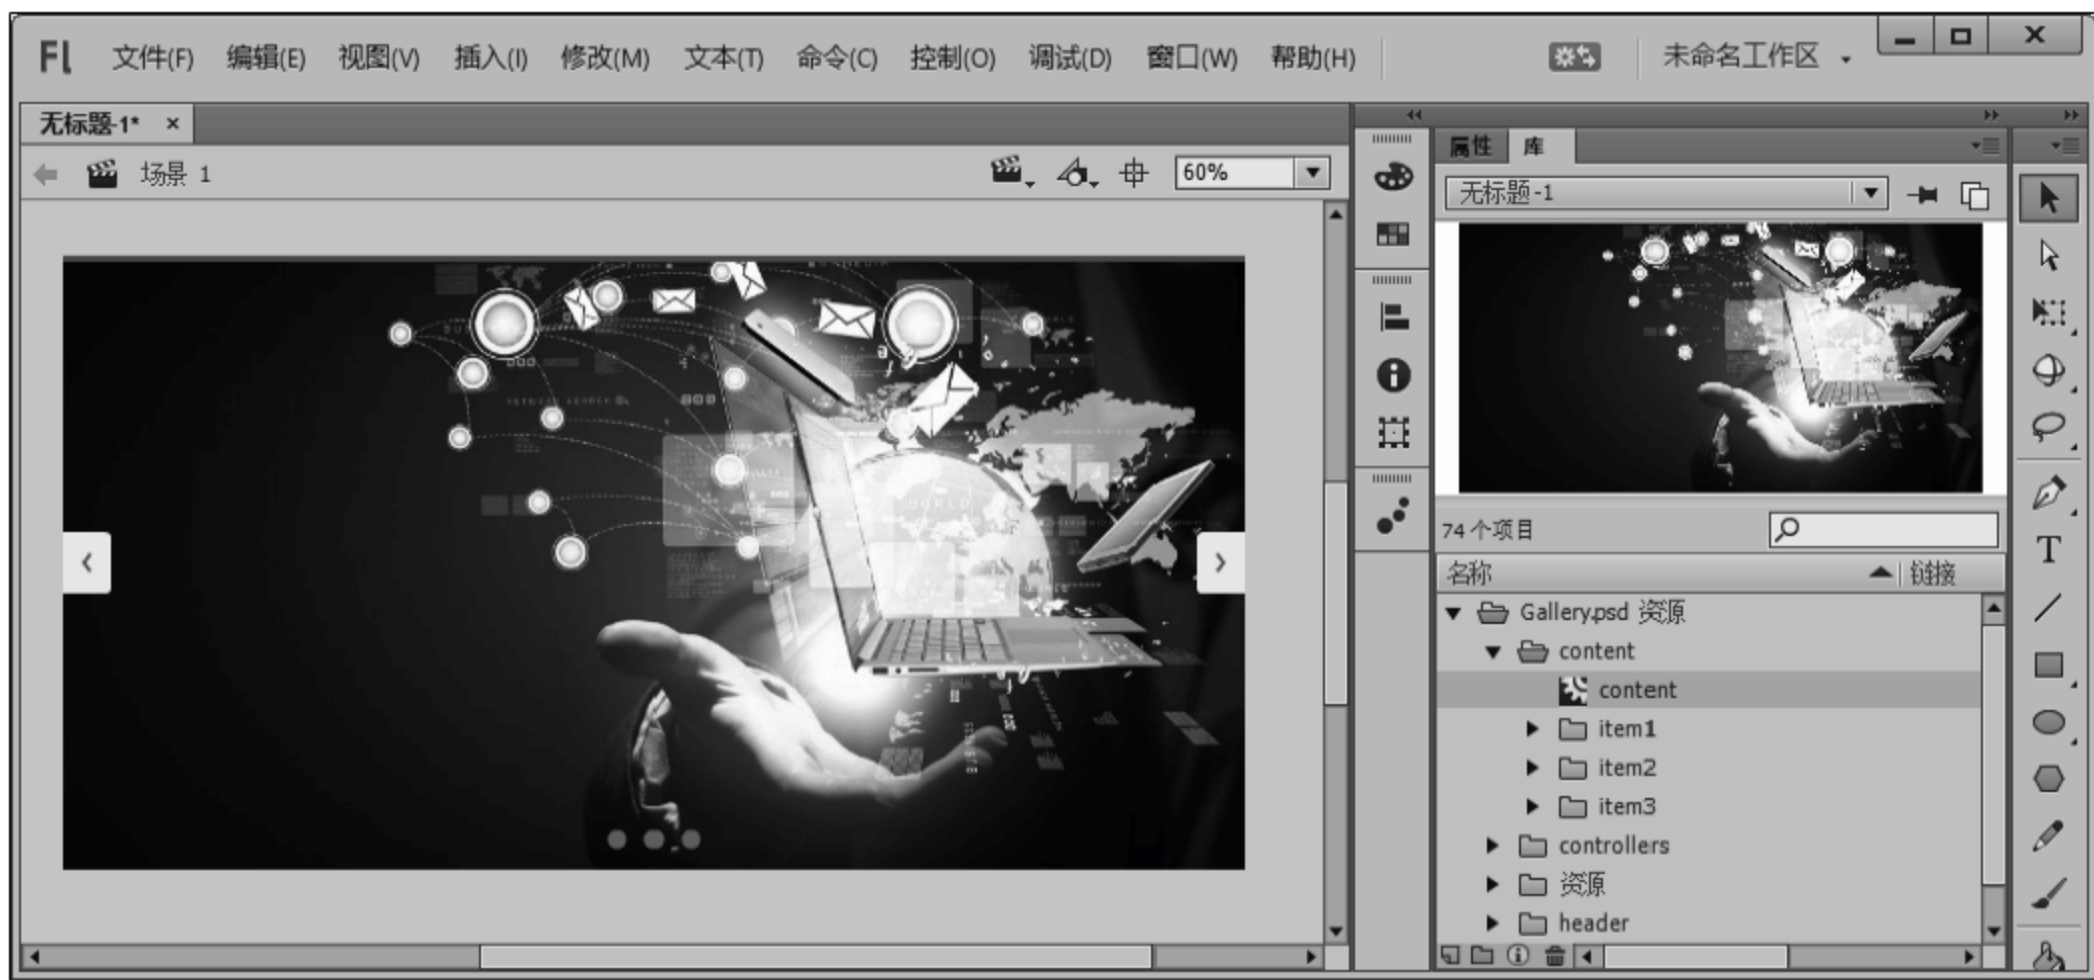 Fl 文件(F) 编辑(E) 视图(V) 插入(I) 修改(M) 文本(T) 命令(C) 控制(O) 调试(D) 窗口(W) 帮助(H) 未命名工作区
无标题-1* ×
场景 1 60%
WORLD
属性 库
无标题-1
74 个项目
名称 链接
Gallery.psd 资源
content
content
item1
item2
item3
controllers
资源
header